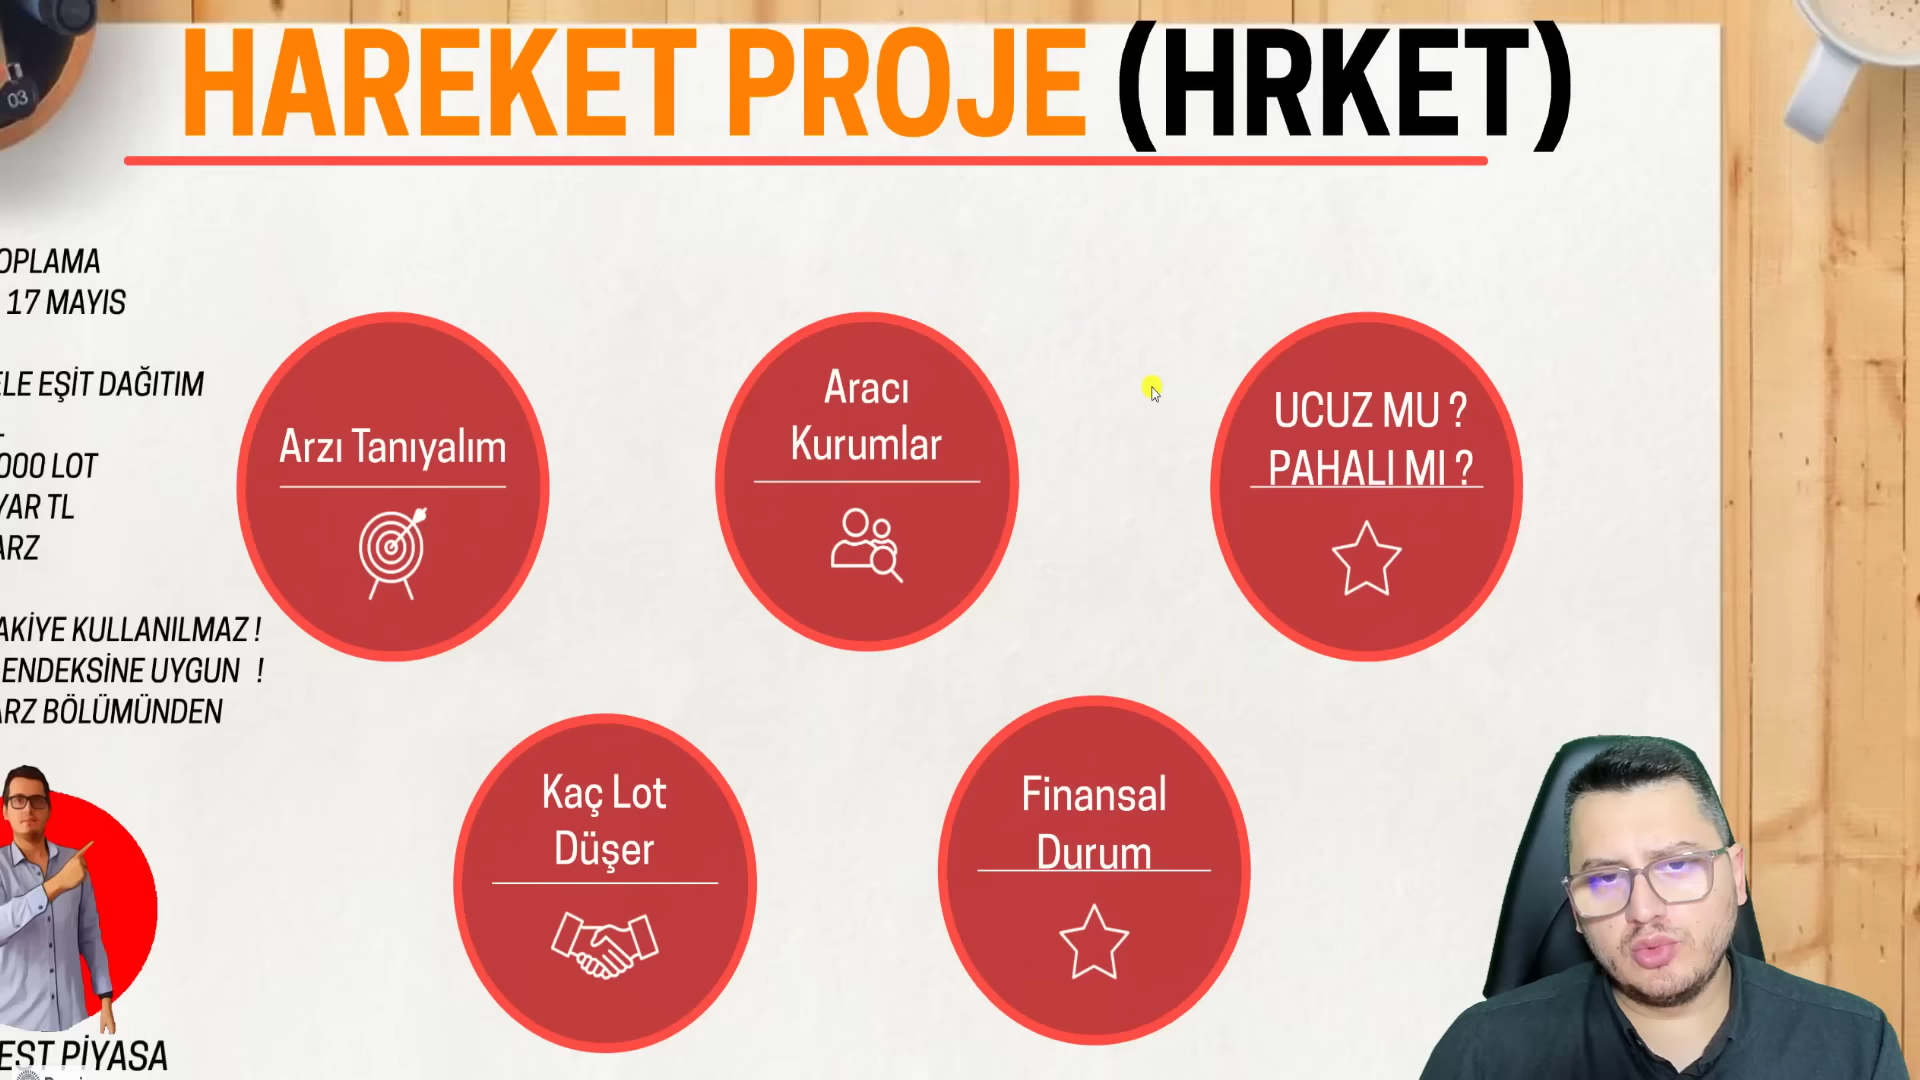 HAREKET PROJE (HRKET)
03
OPLAMA
17 MAYIS
ELE EŞİT DAĞITIM
000 LOT
YAR TL
ARZ
AKİYE KULLANILMAZ !
ENDEKSİNE UYGUN !
ARZ BÖLÜMÜNDEN
EST PİYASA
Arzı Tanıyalım
Aracı
Kurumlar
UCUZ MU ?
PAHALI MI ?
Kaç Lot
Düşer
Finansal
Durum